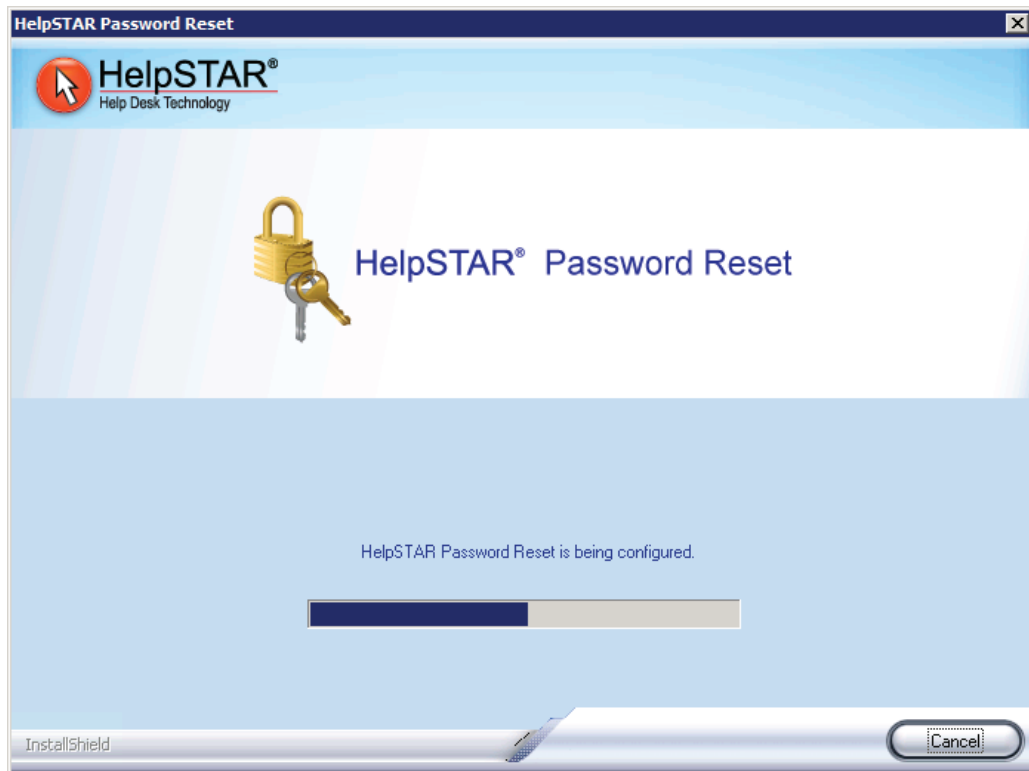 HelpSTAR Password Reset
HelpSTAR®
Help Desk Technology
HelpSTAR® Password Reset
HelpSTAR Password Reset is being configured.
InstallShield
Cancel